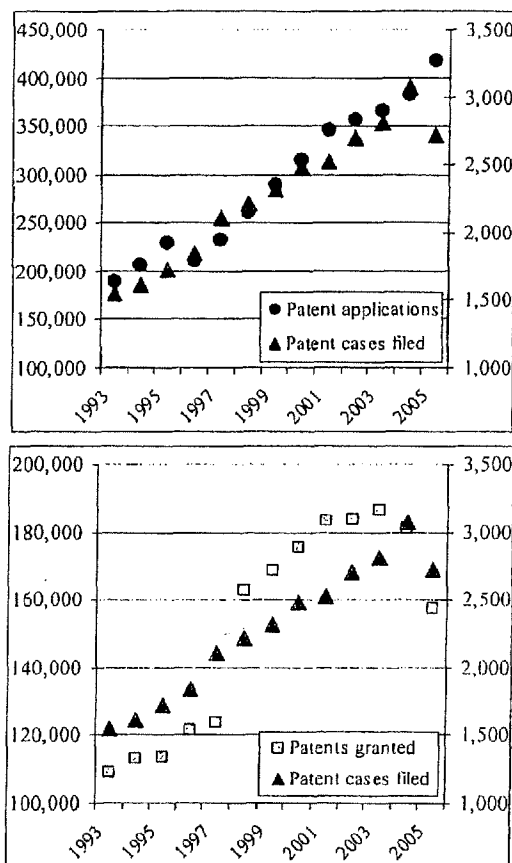 450,000 3,500
400,000 3,000
350,000
300,000 2,500
250,000 2,000
200,000
150,000 1,500
100,000 1,000
Patent applications
Patent cases filed
1993 1995 1997 1999 2001 2003 2005
200,000 3,500
180,000 3,000
160,000 2,500
140,000 2,000
120,000 1,500
100,000 1,000
Patents granted
Patent cases filed
1993 1995 1997 1999 2001 2003 2005